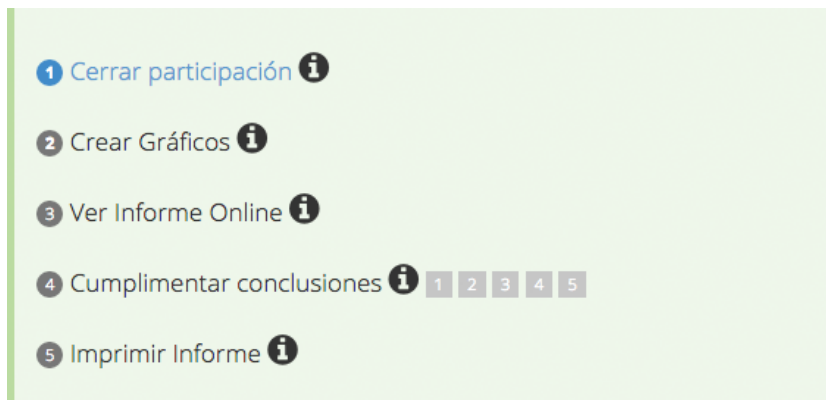 1 Cerrar participación i
2 Crear Gráficos i
3 Ver Informe Online i
4 Cumplimentar conclusiones i 1 2 3 4 5
5 Imprimir Informe i